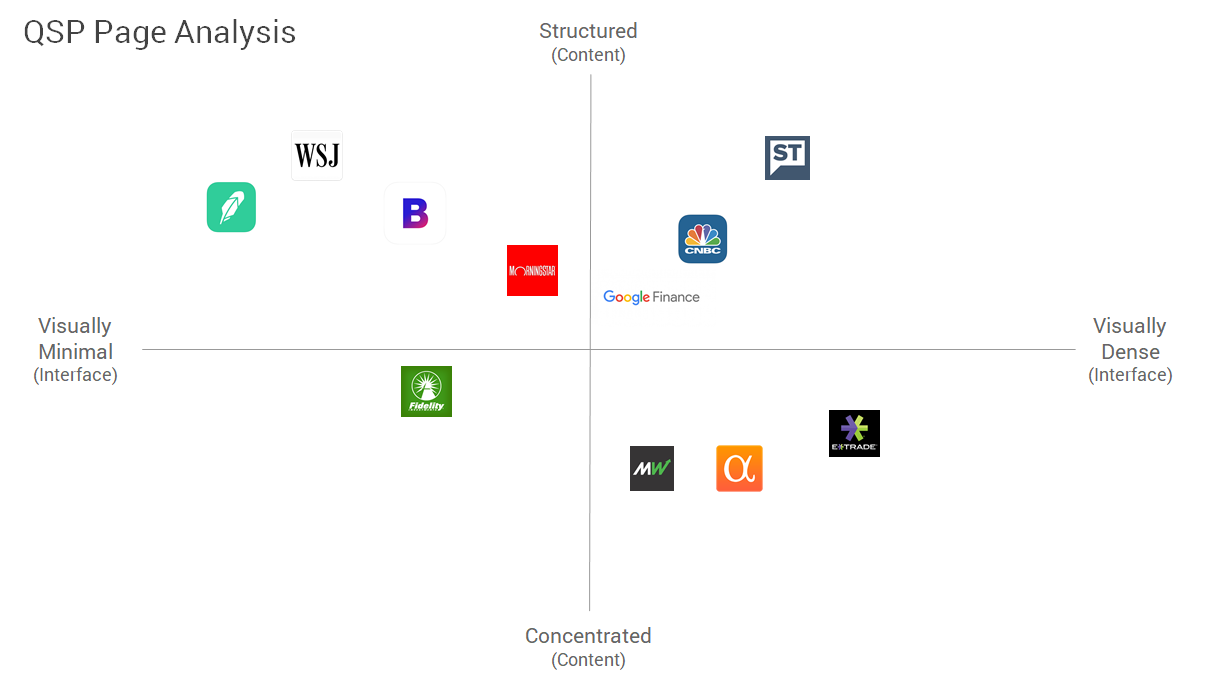 QSP Page Analysis
Structured
(Content)
WSJ
ST
B
CNBC
MORNINGSTAR
Google Finance
Visually
Minimal
(Interface)
Visually
Dense
(Interface)
Fidelity
E*TRADE
MW
α
Concentrated
(Content)